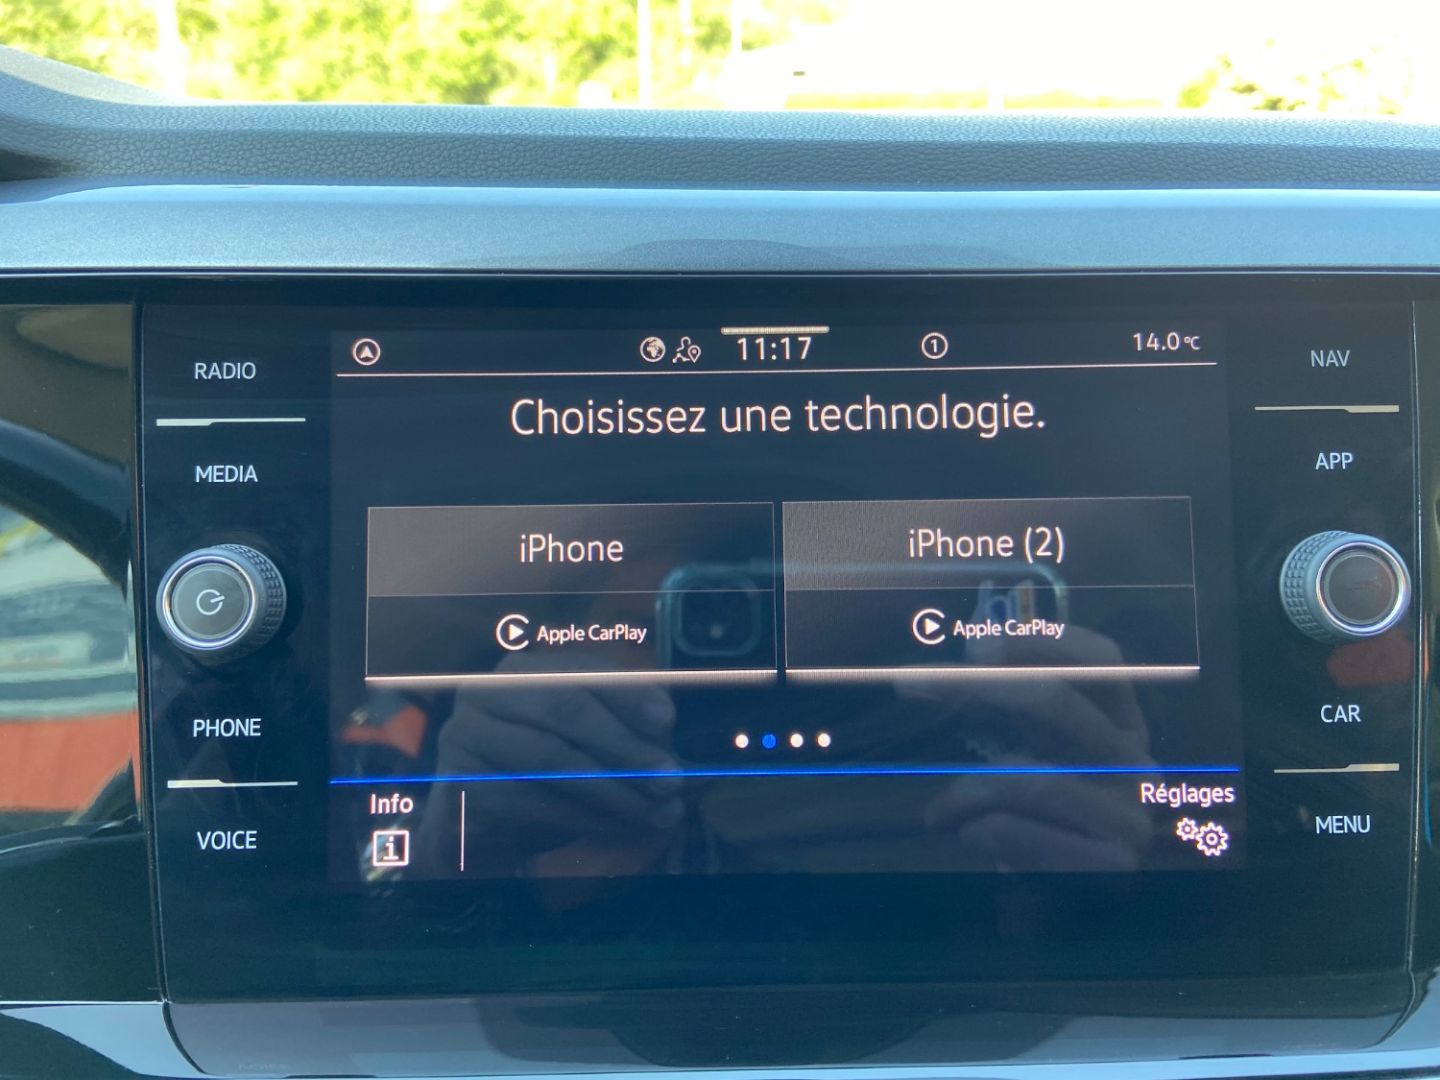 RADIO
MEDIA
PHONE
VOICE
11:17
1
14.0°C
Choisissez une technologie.
iPhone
Apple CarPlay
iPhone (2)
Apple CarPlay
Info
i
Réglages
NAV
APP
CAR
MENU